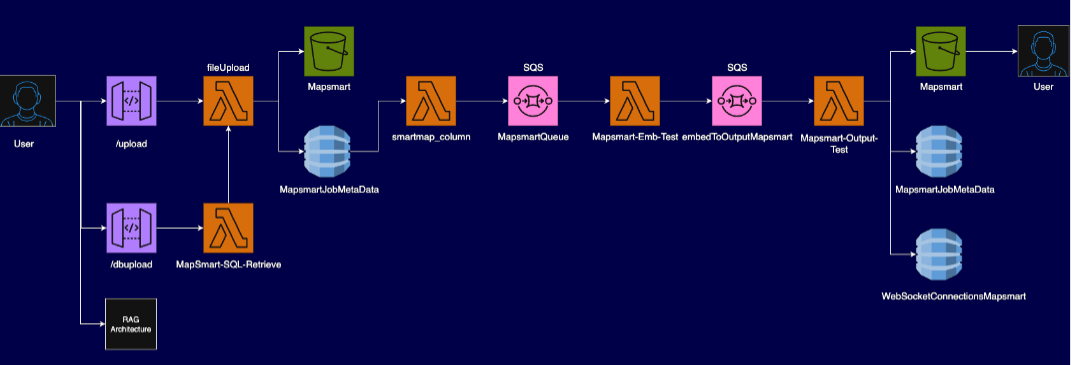 User
/upload
fileUpload
Mapsmart
MapsmartJobMetaData
smartmap_column
SQS
MapsmartQueue
Mapsmart-Emb-Test
SQS
embedToOutputMapsmart
Mapsmart-Output-
Test
Mapsmart
User
MapsmartJobMetaData
WebSocketConnectionsMapsmart
/dbupload
MapSmart-SQL-Retrieve
RAG
Architecture